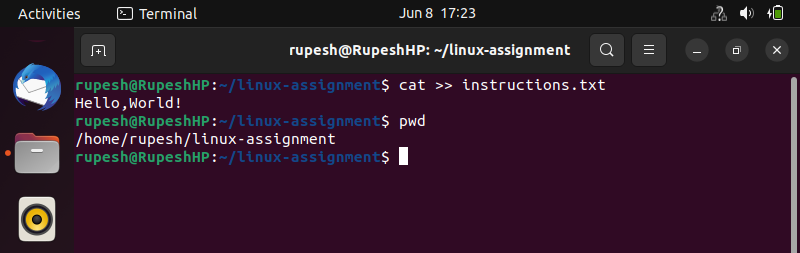 Activities Terminal Jun 8 17:23
rupesh@RupeshHP: ~/linux-assignment
rupesh@RupeshHP:~/linux-assignment$ cat >> instructions.txt
Hello,World!
rupesh@RupeshHP:~/linux-assignment$ pwd
/home/rupesh/linux-assignment
rupesh@RupeshHP:~/linux-assignment$